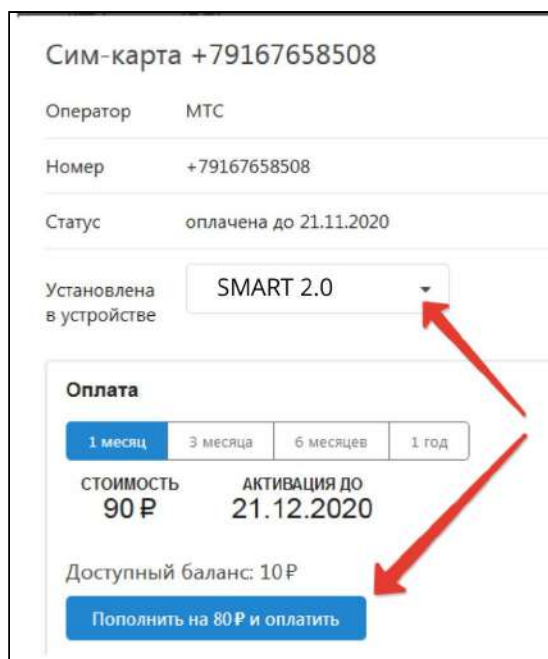 Сим-карта +79167658508
Оператор МТС
Номер +79167658508
Статус оплачена до 21.11.2020
Установлена SMART 2.0
в устройстве
Оплата
1 месяц 3 месяца 6 месяцев 1 год
СТОИМОСТЬ АКТИВАЦИЯ ДО
90 ₽ 21.12.2020
Доступный баланс: 10 ₽
Пополнить на 80 ₽ и оплатить